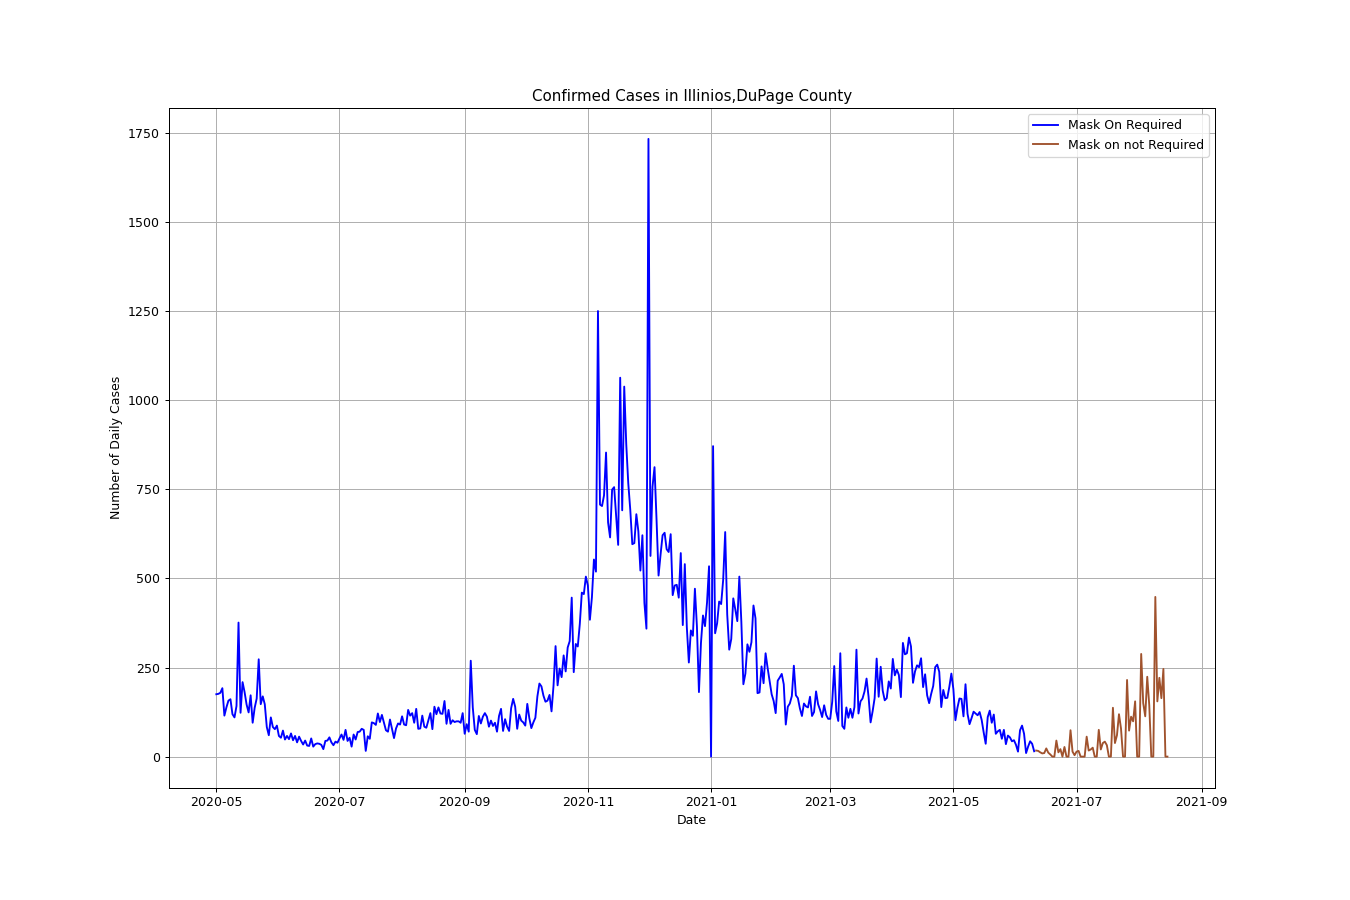 Confirmed Cases in Illinios,DuPage County
Mask On Required
Mask on not Required
1750
1500
1250
1000
750
500
250
0
Number of Daily Cases
2020-05 2020-07 2020-09 2020-11 2021-01 2021-03 2021-05 2021-07 2021-09
Date